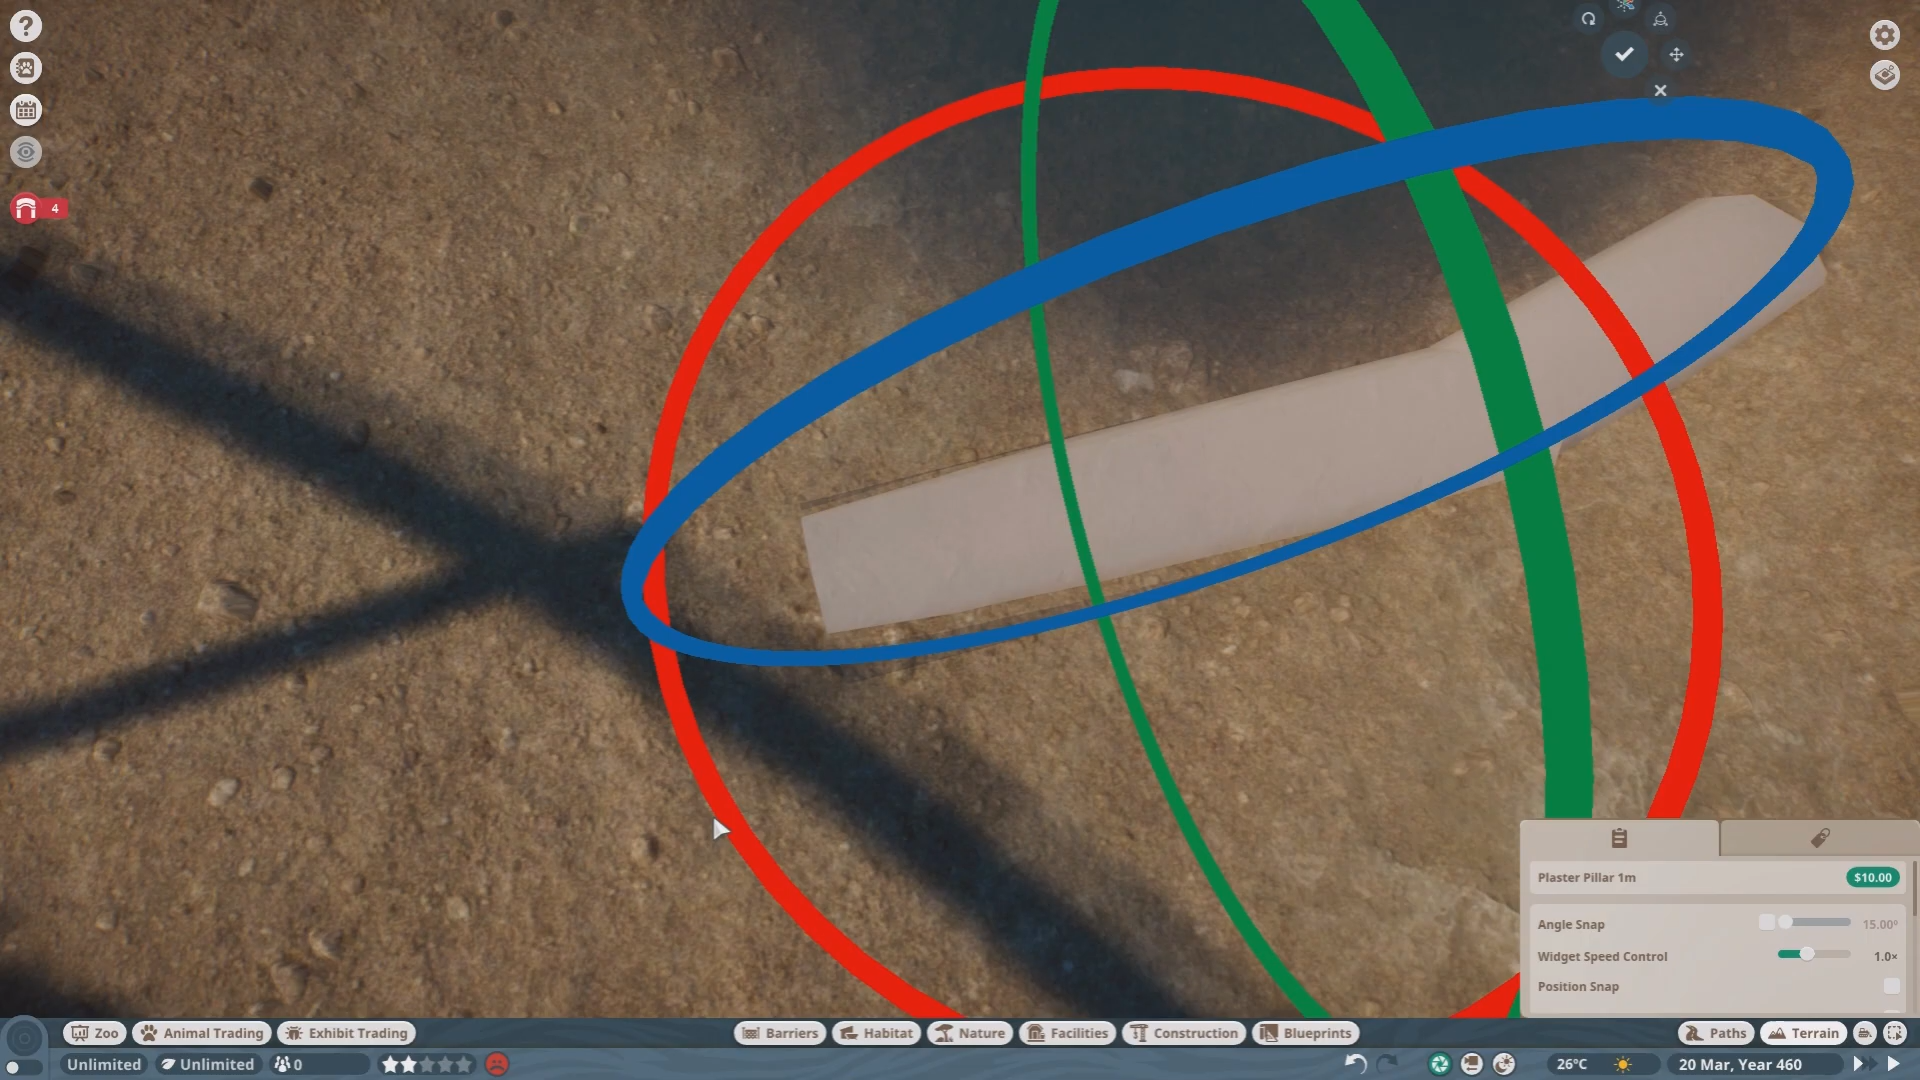 4
Plaster Pillar 1m
$10.00
Angle Snap
15.00°
Widget Speed Control
1.0×
Position Snap
Zoo
Animal Trading
Exhibit Trading
Barriers
Habitat
Nature
Facilities
Construction
Blueprints
Paths
Terrain
Unlimited
Unlimited
0
26°C
20 Mar, Year 460